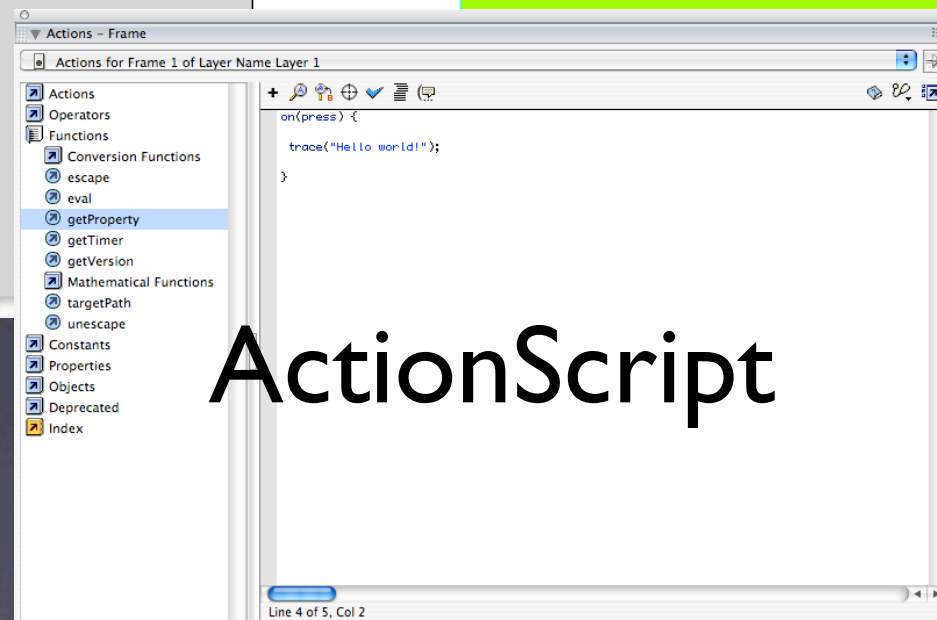 Actions – Frame
Actions for Frame 1 of Layer Name Layer 1
Actions
Operators
Functions
Conversion Functions
escape
eval
getProperty
getTimer
getVersion
Mathematical Functions
targetPath
unescape
Constants
Properties
Objects
Deprecated
Index
on(press) {
trace("Hello world!");
}
ActionScript
Line 4 of 5, Col 2